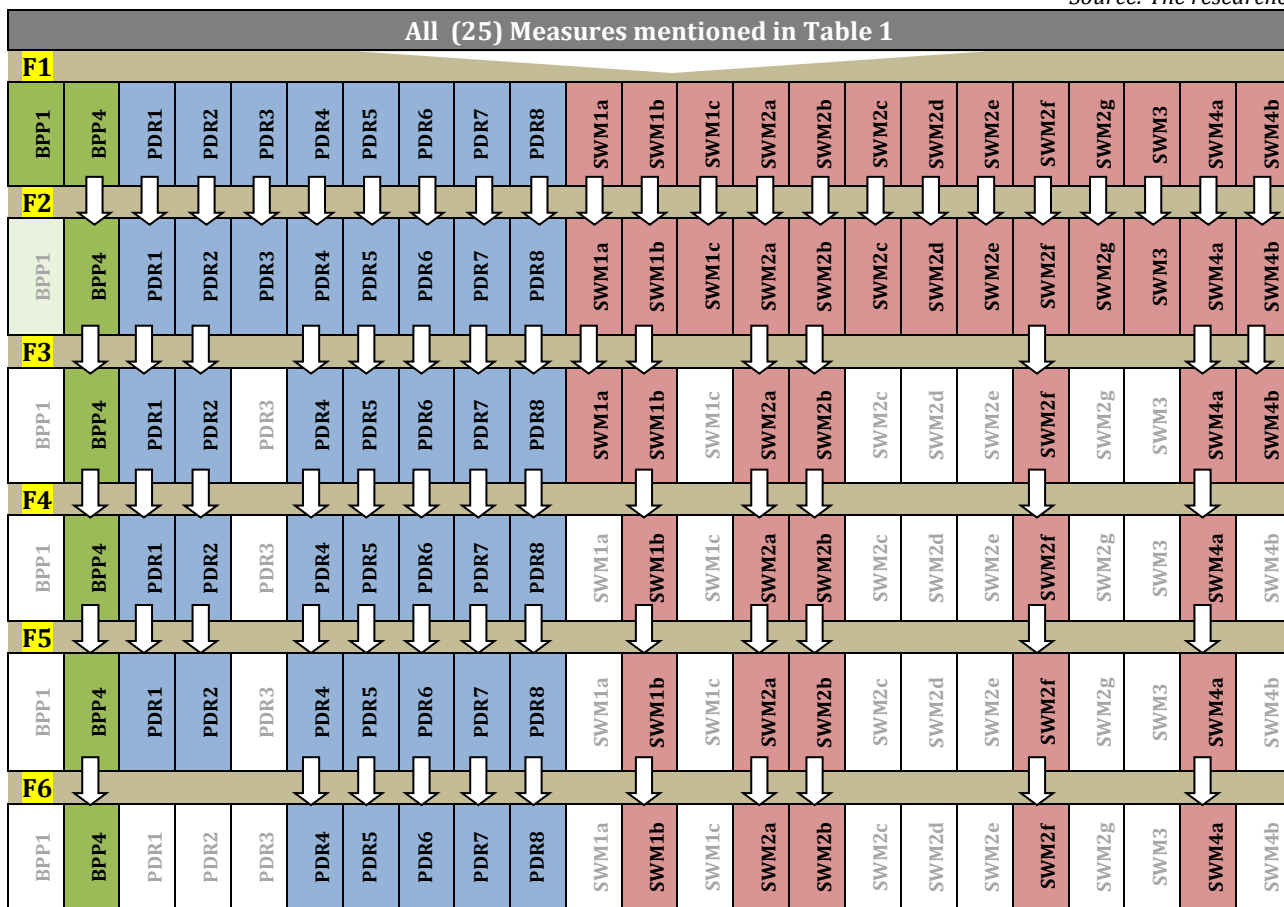 Source: The researche
All (25) Measures mentioned in Table 1
F1
BPP1 BPP4 PDR1 PDR2 PDR3 PDR4 PDR5 PDR6 PDR7 PDR8 SWM1a SWM1b SWM1c SWM2a SWM2b SWM2c SWM2d SWM2e SWM2f SWM2g SWM3 SWM4a SWM4b
F2
BPP1 BPP4 PDR1 PDR2 PDR3 PDR4 PDR5 PDR6 PDR7 PDR8 SWM1a SWM1b SWM1c SWM2a SWM2b SWM2c SWM2d SWM2e SWM2f SWM2g SWM3 SWM4a SWM4b
F3
BPP1 BPP4 PDR1 PDR2 PDR3 PDR4 PDR5 PDR6 PDR7 PDR8 SWM1a SWM1b SWM1c SWM2a SWM2b SWM2c SWM2d SWM2e SWM2f SWM2g SWM3 SWM4a SWM4b
F4
BPP1 BPP4 PDR1 PDR2 PDR3 PDR4 PDR5 PDR6 PDR7 PDR8 SWM1a SWM1b SWM1c SWM2a SWM2b SWM2c SWM2d SWM2e SWM2f SWM2g SWM3 SWM4a SWM4b
F5
BPP1 BPP4 PDR1 PDR2 PDR3 PDR4 PDR5 PDR6 PDR7 PDR8 SWM1a SWM1b SWM1c SWM2a SWM2b SWM2c SWM2d SWM2e SWM2f SWM2g SWM3 SWM4a SWM4b
F6
BPP1 BPP4 PDR1 PDR2 PDR3 PDR4 PDR5 PDR6 PDR7 PDR8 SWM1a SWM1b SWM1c SWM2a SWM2b SWM2c SWM2d SWM2e SWM2f SWM2g SWM3 SWM4a SWM4b